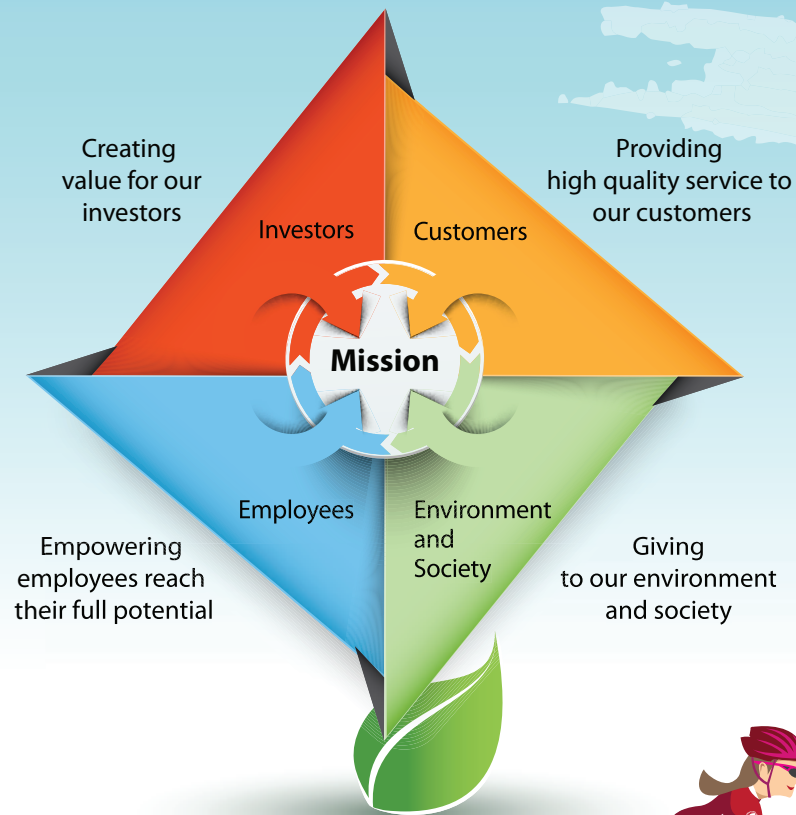 Creating
value for our
investors
Providing
high quality service to
our customers
Investors
Customers
Mission
Employees
Environment
and
Society
Empowering
employees reach
their full potential
Giving
to our environment
and society